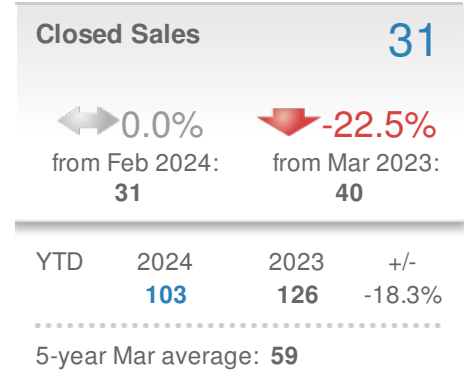 Closed Sales 31
0.0% -22.5%
from Feb 2024: from Mar 2023:
31 40
YTD 2024 2023 +/-
103 126 -18.3%
5-year Mar average: 59